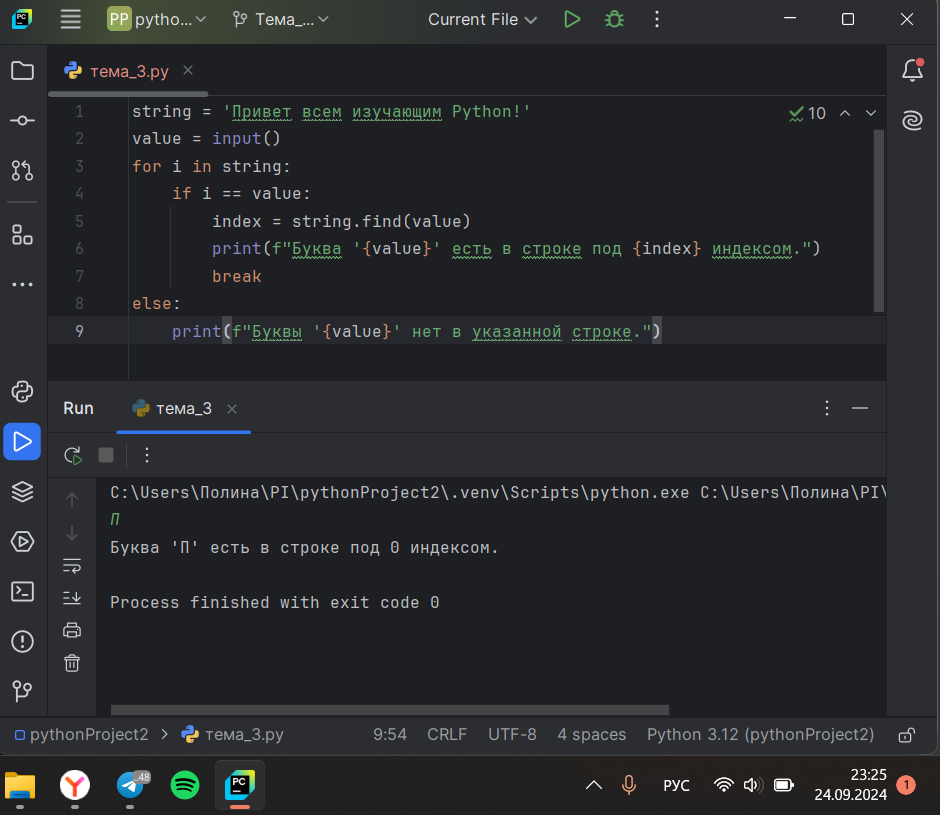 PC PP pytho... Тема_... Current File
тема_3.py
1 string = 'Привет всем изучающим Python!'
10
2 value = input()
3 for i in string:
4 if i == value:
5 index = string.find(value)
6 print(f"Буква '{value}' есть в строке под {index} индексом.")
7 break
8 else:
9 print(f"Буквы '{value}' нет в указанной строке.")
Run тема_3
C:\Users\Полина\PI\pythonProject2\.venv\Scripts\python.exe C:\Users\Полина\PI\
П
Буква 'П' есть в строке под 0 индексом.
Process finished with exit code 0
pythonProject2 > тема_3.py 9:54 CRLF UTF-8 4 spaces Python 3.12 (pythonProject2)
..48 PC РУС 23:25 1
24.09.2024